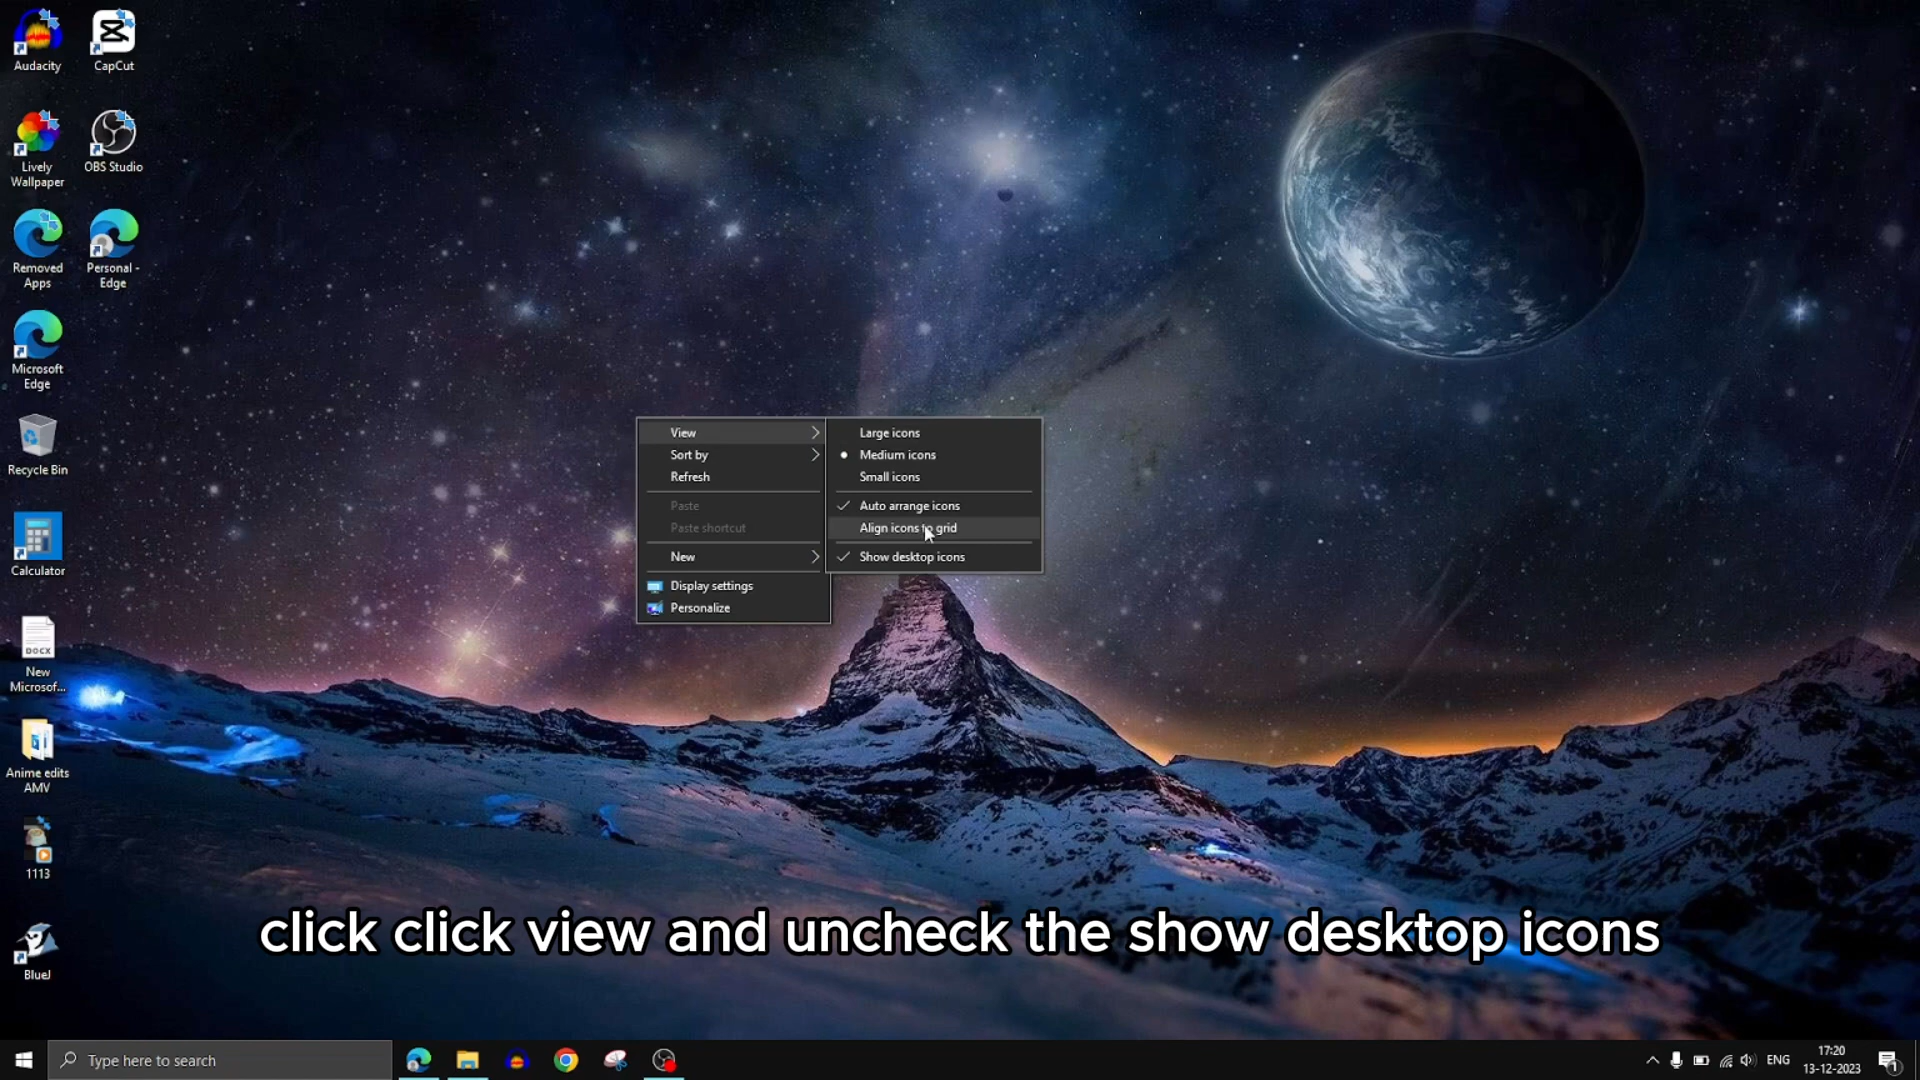 Audacity
CapCut
Lively
Wallpaper
OBS Studio
Removed
Apps
Personal -
Edge
Microsoft
Edge
Recycle Bin
Calculator
DOCX
New
Microsof...
Anime edits
AMV
1113
BlueJ
View
Sort by
Refresh
Paste
Paste shortcut
New
Display settings
Personalize
Large icons
Medium icons
Small icons
Auto arrange icons
Align icons to grid
Show desktop icons
click click view and uncheck the show desktop icons
Type here to search
ENG
17:20
13-12-2023
1